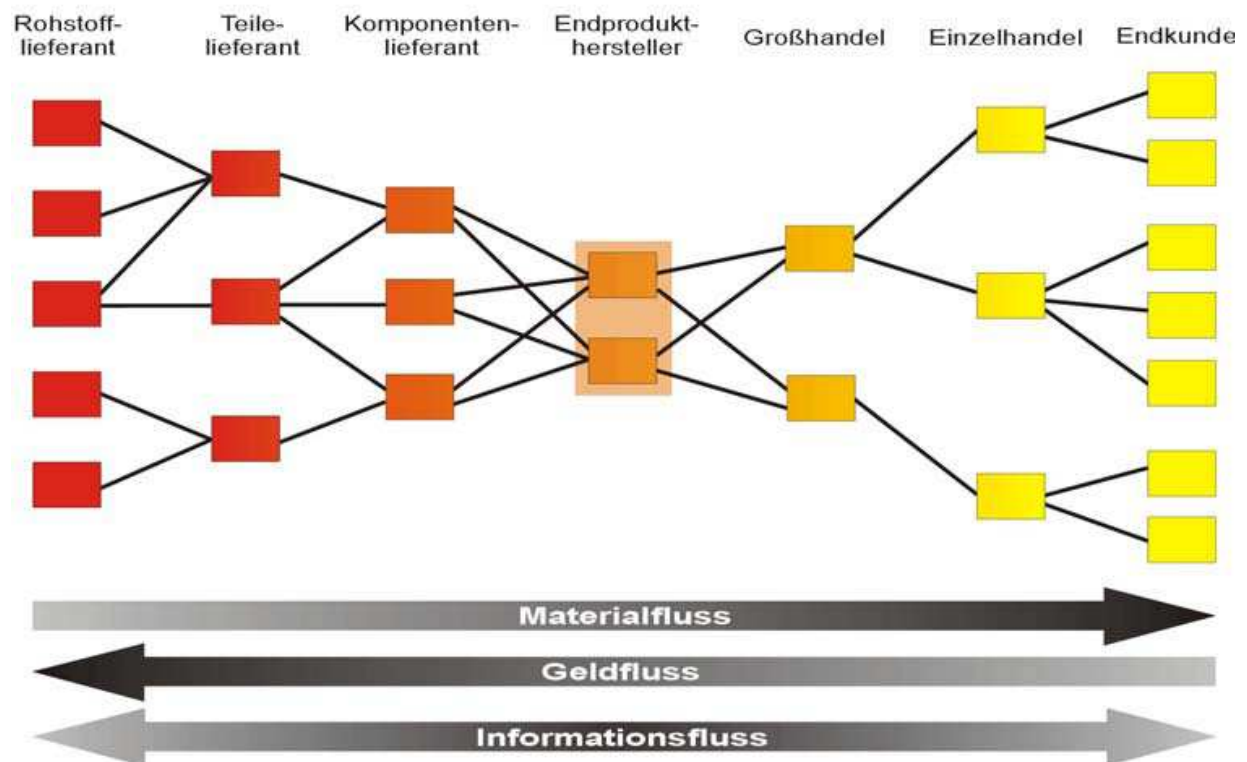 Rohstoff-
lieferant
Teile-
lieferant
Komponenten-
lieferant
Endprodukt-
hersteller
Großhandel
Einzelhandel
Endkunde
Materialfluss
Geldfluss
Informationsfluss